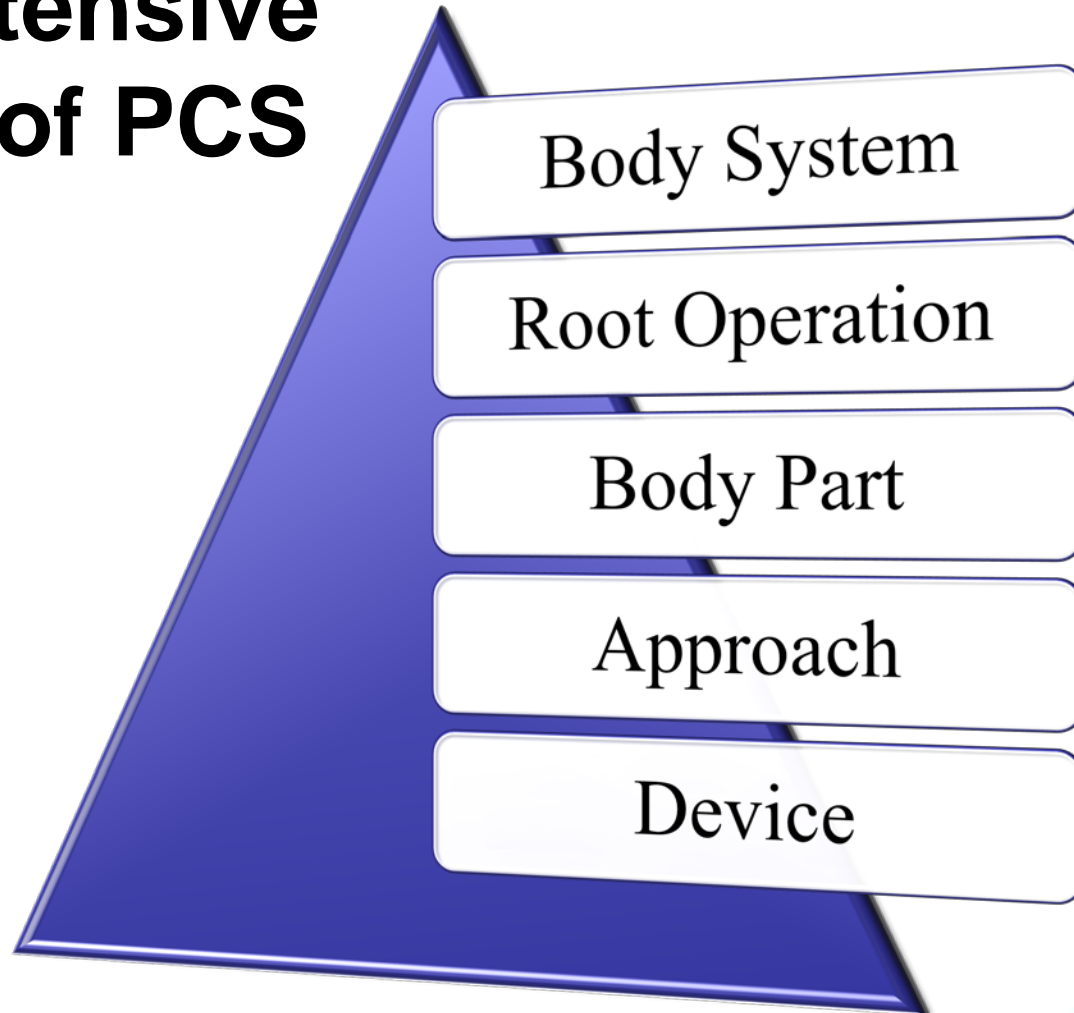 tensive
of PCS
Body System
Root Operation
Body Part
Approach
Device